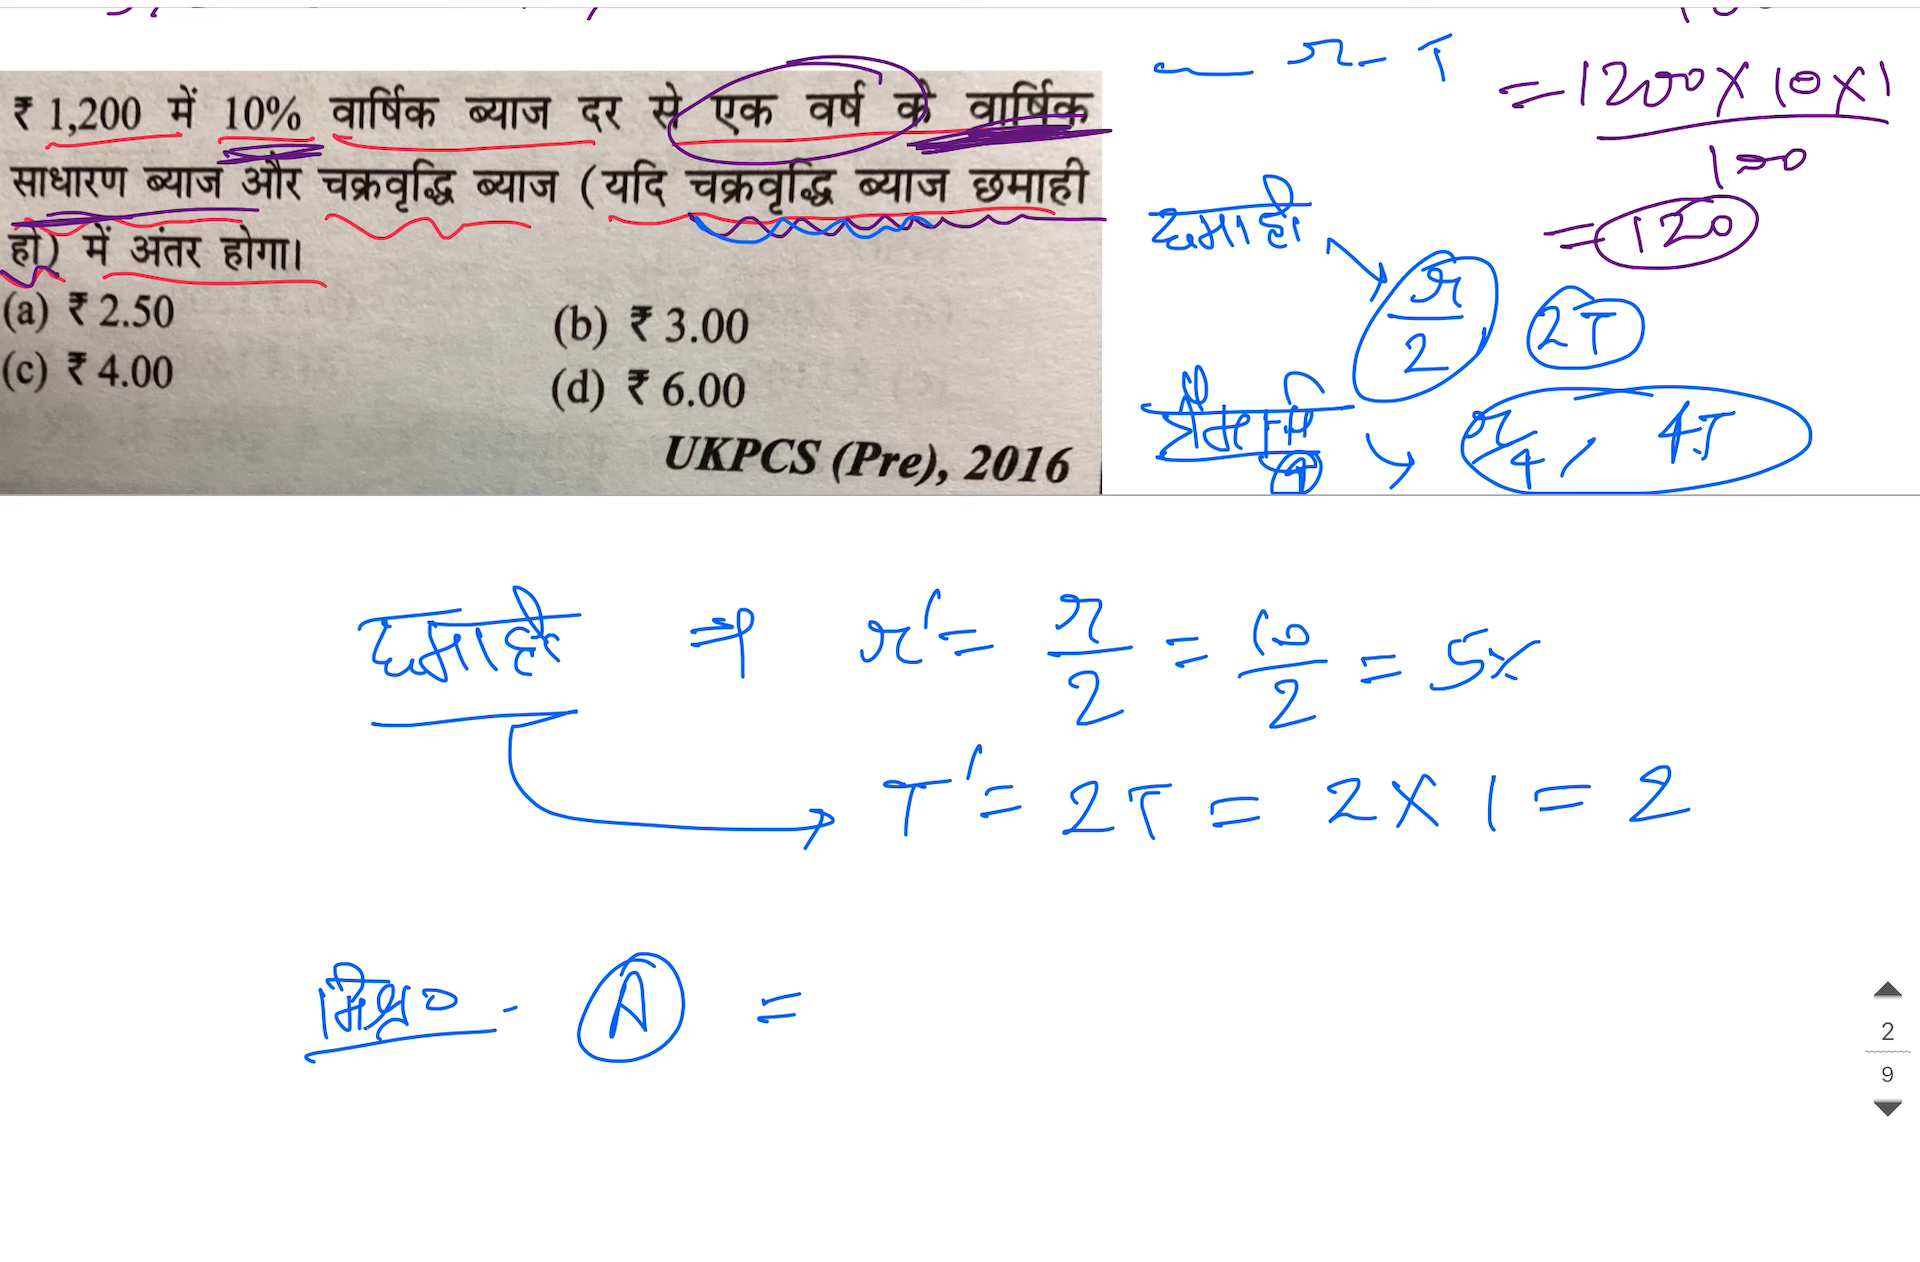 ₹ 1,200 में 10% वार्षिक ब्याज दर से एक वर्ष के वार्षिक
साधारण ब्याज और चक्रवृद्धि ब्याज (यदि चक्रवृद्धि ब्याज छमाही
हो) में अंतर होगा।
(a) ₹ 2.50
(b) ₹ 3.00
(c) ₹ 4.00
(d) ₹ 6.00
UKPCS (Pre), 2016
r - T
= 1200 × 10 × 1
100
= 120
छमाही
r/2 2T
r/4, 4T
छमाही ⇒ r' = r/2 = 10/2 = 5%
T' = 2T = 2 × 1 = 2
मिश्र० - A =
2
9